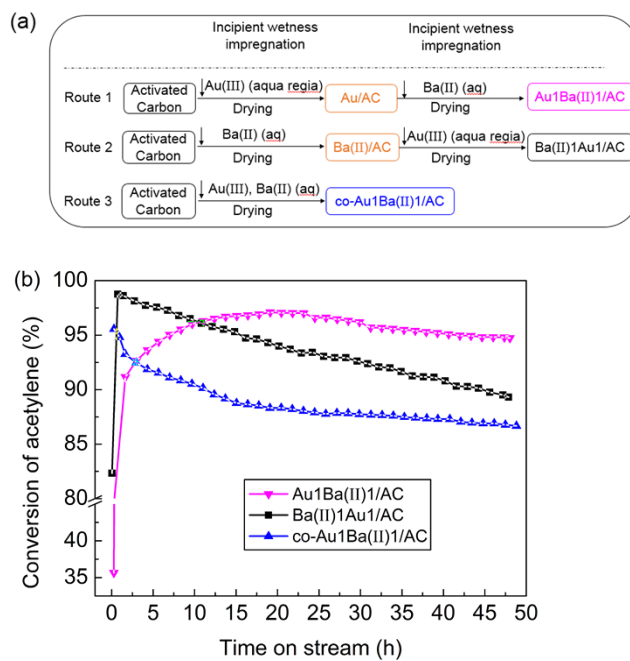 (a)
Incipient wetness
impregnation
Incipient wetness
impregnation
Route 1
Activated
Carbon
Au(III) (aqua regia)
Drying
Au/AC
Ba(II) (aq)
Drying
Au1Ba(II)1/AC
Route 2
Activated
Carbon
Ba(II) (aq)
Drying
Ba(II)/AC
Au(III) (aqua regia)
Drying
Ba(II)1Au1/AC
Route 3
Activated
Carbon
Au(III), Ba(II) (aq)
Drying
co-Au1Ba(II)1/AC
(b)
Conversion of acetylene (%)
100
95
90
85
80
40
35
Au1Ba(II)1/AC
Ba(II)1Au1/AC
co-Au1Ba(II)1/AC
0 5 10 15 20 25 30 35 40 45 50
Time on stream (h)